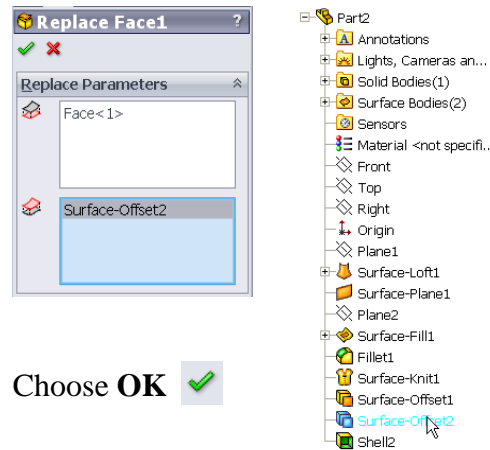 Replace Face1 ?
Replace Parameters
Face<1>
Surface-Offset2
Choose OK
Part2
Annotations
Lights, Cameras an...
Solid Bodies(1)
Surface Bodies(2)
Sensors
Material <not specifi..
Front
Top
Right
Origin
Plane1
Surface-Loft1
Surface-Plane1
Plane2
Surface-Fill1
Fillet1
Surface-Knit1
Surface-Offset1
Surface-Offset2
Shell2